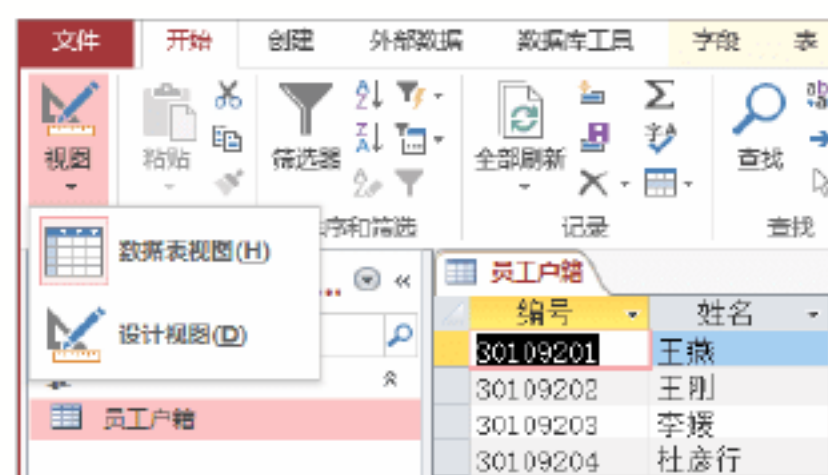 文件 开始 创建 外部数据 数据库工具 字段 表
视图 粘贴 筛选器 全部刷新 查找
序和筛选 记录 查找
数据表视图(H)
设计视图(D)
员工户籍
员工户籍
编号 姓名
30109201 王燕
30109202 王刚
30109203 李媛
30109204 杜彦行